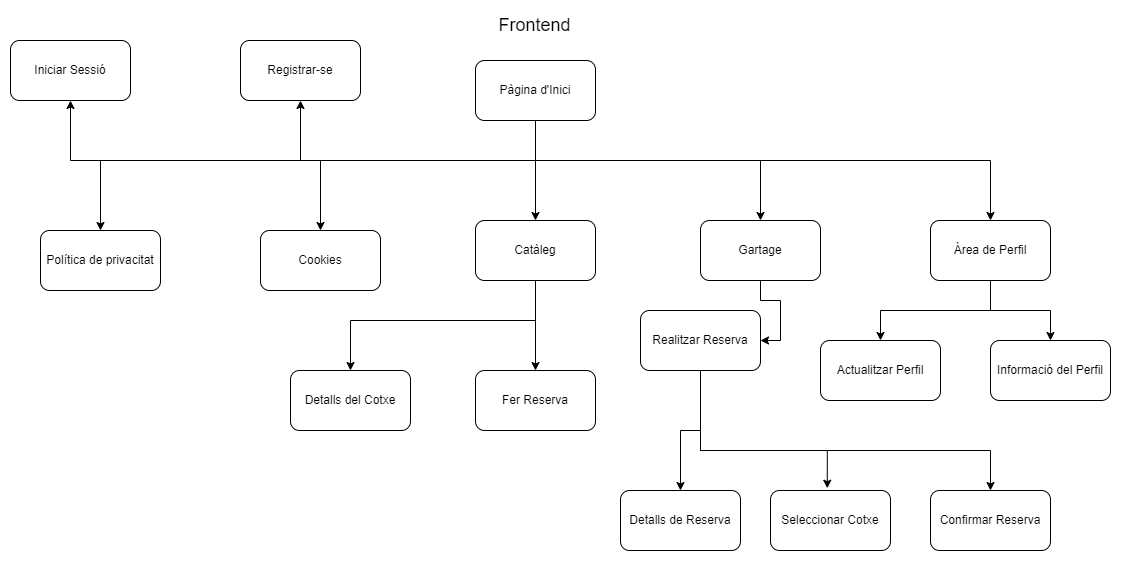 Frontend
Iniciar Sessió
Registrar-se
Pàgina d'Inici
Política de privacitat
Cookies
Catàleg
Gartage
Àrea de Perfil
Realitzar Reserva
Actualitzar Perfil
Informació del Perfil
Detalls del Cotxe
Fer Reserva
Detalls de Reserva
Seleccionar Cotxe
Confirmar Reserva